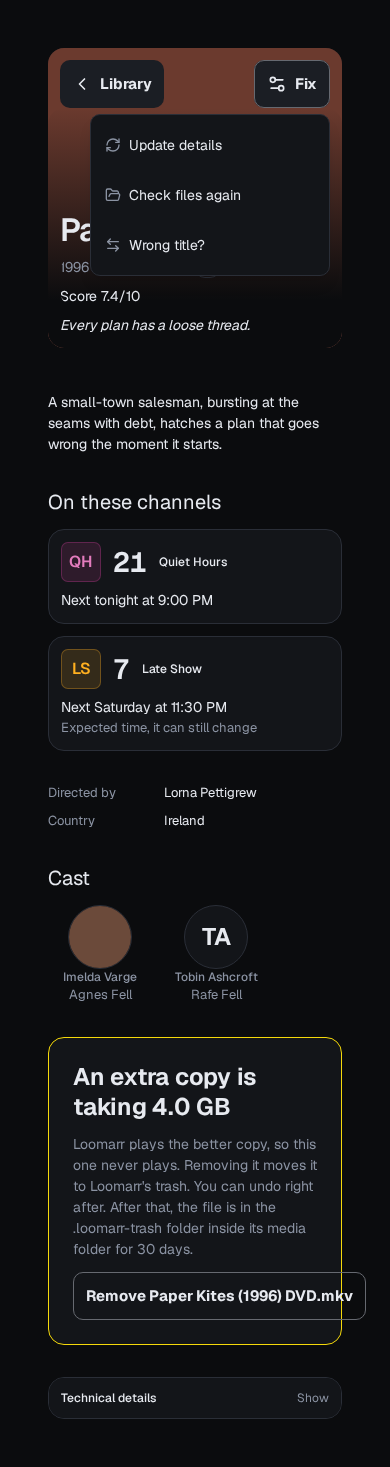 Library
Fix
Update details
Check files again
Wrong title?
Pa
1996
Score 7.4/10
Every plan has a loose thread.
A small-town salesman, bursting at the
seams with debt, hatches a plan that goes
wrong the moment it starts.
On these channels
QH 21 Quiet Hours
Next tonight at 9:00 PM
LS 7 Late Show
Next Saturday at 11:30 PM
Expected time, it can still change
Directed by Lorna Pettigrew
Country Ireland
Cast
TA
Imelda Varge Tobin Ashcroft
Agnes Fell Rafe Fell
An extra copy is
taking 4.0 GB
Loomarr plays the better copy, so this
one never plays. Removing it moves it
to Loomarr's trash. You can undo right
after. After that, the file is in the
.loomarr-trash folder inside its media
folder for 30 days.
Remove Paper Kites (1996) DVD.mkv
Technical details Show